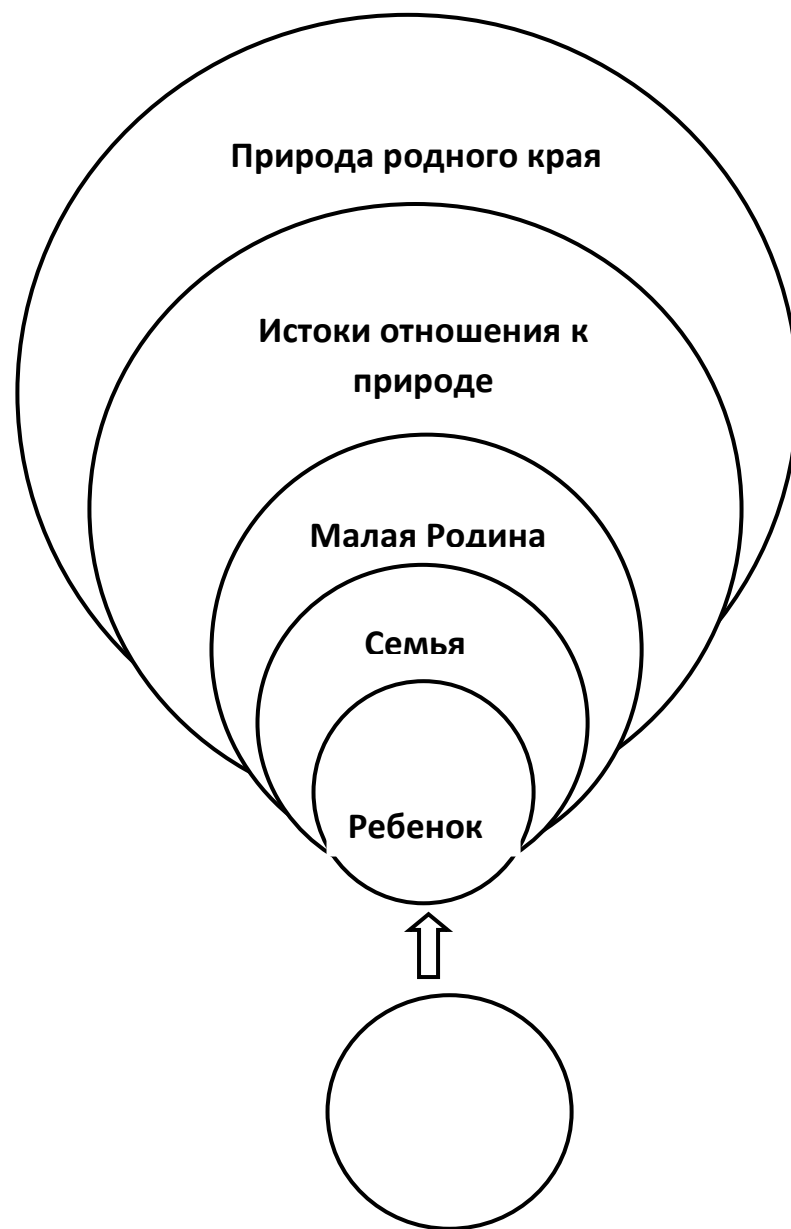 Природа родного края
Истоки отношения к
природе
Малая Родина
Семья
Ребенок